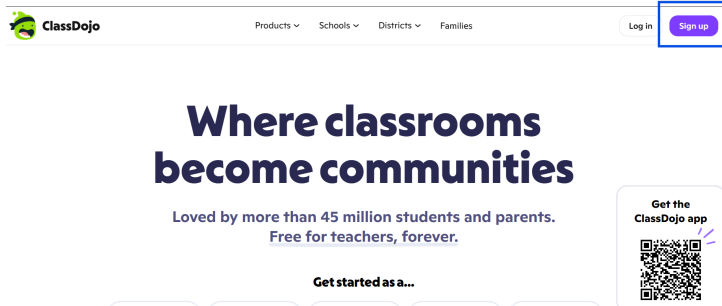 ClassDojo
Products Schools Districts Families
Log in
Sign up
Where classrooms
become communities
Loved by more than 45 million students and parents.
Free for teachers, forever.
Get started as a...
Get the
ClassDojo app